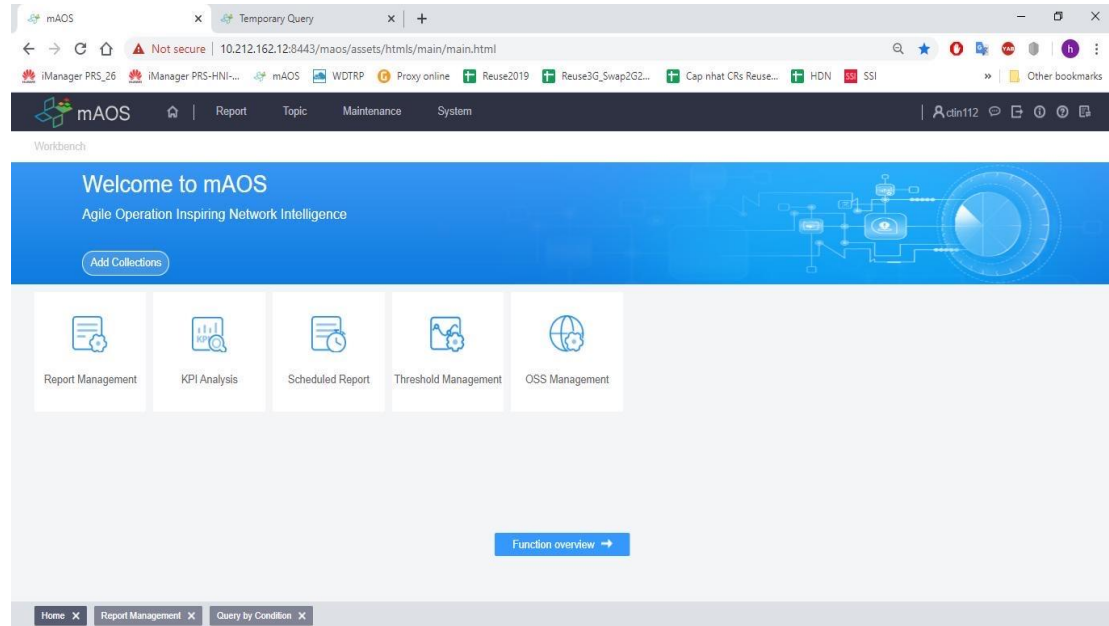 mAOS
Temporary Query
Not secure | 10.212.162.12:8443/maos/assets/htmls/main/main.html
iManager PRS_26 iManager PRS-HNI-... mAOS WDTRP Proxy online Reuse2019 Reuse3G_Swap2G2... Cap nhat CRs Reuse... HDN SSI SSI » Other bookmarks
mAOS | Report Topic Maintenance System | ctin112
Workbench
Welcome to mAOS
Agile Operation Inspiring Network Intelligence
Add Collections
KPI
Report Management KPI Analysis Scheduled Report Threshold Management OSS Management
Function overview →
Home X Report Management X Query by Condition X